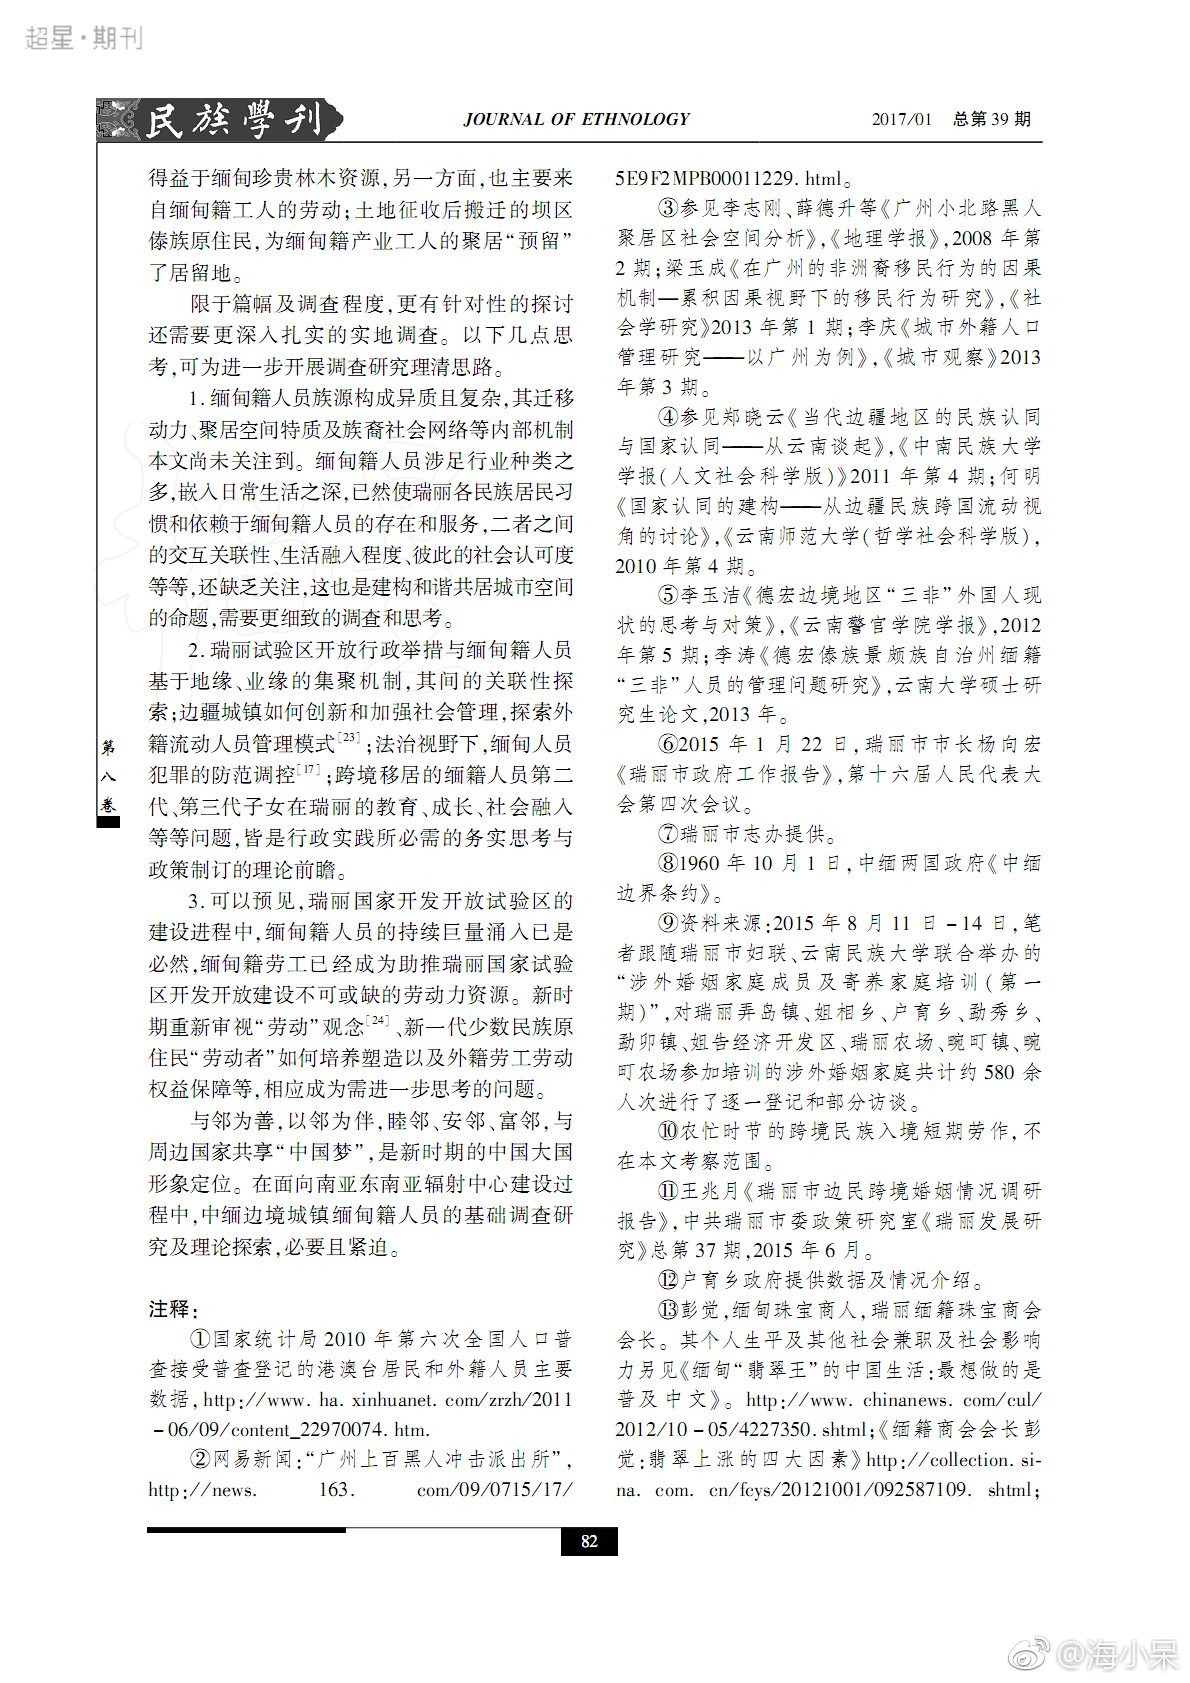 超星·期刊
民族學刊
JOURNAL OF ETHNOLOGY
2017/01 总第 39 期
得益于缅甸珍贵林木资源,另一方面,也主要来
自缅甸籍工人的劳动;土地征收后搬迁的坝区
傣族原住民,为缅甸籍产业工人的聚居“预留”
了居留地。
限于篇幅及调查程度,更有针对性的探讨
还需要更深入扎实的实地调查。以下几点思
考,可为进一步开展调查研究理清思路。
1. 缅甸籍人员族源构成异质且复杂,其迁移
动力、聚居空间特质及族裔社会网络等内部机制
本文尚未关注到。缅甸籍人员涉足行业种类之
多,嵌入日常生活之深,已然使瑞丽各民族居民习
惯和依赖于缅甸籍人员的存在和服务,二者之间
的交互关联性、生活融入程度、彼此的社会认可度
等等,还缺乏关注,这也是建构和谐共居城市空间
的命题,需要更细致的调查和思考。
2. 瑞丽试验区开放行政举措与缅甸籍人员
基于地缘、业缘的集聚机制,其间的关联性探
索;边疆城镇如何创新和加强社会管理,探索外
籍流动人员管理模式[23];法治视野下,缅甸人员
犯罪的防范调控[17];跨境移居的缅籍人员第二
代、第三代子女在瑞丽的教育、成长、社会融入
等等问题,皆是行政实践所必需的务实思考与
政策制订的理论前瞻。
3. 可以预见,瑞丽国家开发开放试验区的
建设进程中,缅甸籍人员的持续巨量涌入已是
必然,缅甸籍劳工已经成为助推瑞丽国家试验
区开发开放建设不可或缺的劳动力资源。新时
期重新审视“劳动”观念[24]、新一代少数民族原
住民“劳动者”如何培养塑造以及外籍劳工劳动
权益保障等,相应成为需进一步思考的问题。
与邻为善,以邻为伴,睦邻、安邻、富邻,与
周边国家共享“中国梦”,是新时期的中国大国
形象定位。在面向南亚东南亚辐射中心建设过
程中,中缅边境城镇缅甸籍人员的基础调查研
究及理论探索,必要且紧迫。
注释:
①国家统计局 2010 年第六次全国人口普
查接受普查登记的港澳台居民和外籍人员主要
数据,http://www. ha. xinhuanet. com/zrzh/2011
-06/09/content_22970074. htm.
②网易新闻:“广州上百黑人冲击派出所”,
http://news. 163. com/09/0715/17/
5E9F2MPB00011229. html。
③参见李志刚、薛德升等《广州小北路黑人
聚居区社会空间分析》,《地理学报》,2008 年第
2 期;梁玉成《在广州的非洲裔移民行为的因果
机制—累积因果视野下的移民行为研究》,《社
会学研究》2013 年第 1 期;李庆《城市外籍人口
管理研究——以广州为例》,《城市观察》2013
年第 3 期。
④参见郑晓云《当代边疆地区的民族认同
与国家认同——从云南谈起》,《中南民族大学
学报(人文社会科学版)》2011 年第 4 期;何明
《国家认同的建构——从边疆民族跨国流动视
角的讨论》,《云南师范大学(哲学社会科学版),
2010 年第 4 期。
⑤李玉洁《德宏边境地区“三非”外国人现
状的思考与对策》,《云南警官学院学报》,2012
年第 5 期;李涛《德宏傣族景颇族自治州缅籍
“三非”人员的管理问题研究》,云南大学硕士研
究生论文,2013 年。
⑥2015 年 1 月 22 日,瑞丽市市长杨向宏
《瑞丽市政府工作报告》,第十六届人民代表大
会第四次会议。
⑦瑞丽市志办提供。
⑧1960 年 10 月 1 日,中缅两国政府《中缅
边界条约》。
⑨资料来源:2015 年 8 月 11 日-14 日,笔
者跟随瑞丽市妇联、云南民族大学联合举办的
“涉外婚姻家庭成员及寄养家庭培训(第一
期)”,对瑞丽弄岛镇、姐相乡、户育乡、勐秀乡、
勐卯镇、姐告经济开发区、瑞丽农场、畹町镇、畹
町农场参加培训的涉外婚姻家庭共计约 580 余
人次进行了逐一登记和部分访谈。
⑩农忙时节的跨境民族入境短期劳作,不
在本文考察范围。
⑪王兆月《瑞丽市边民跨境婚姻情况调研
报告》,中共瑞丽市委政策研究室《瑞丽发展研
究》总第 37 期,2015 年 6 月。
⑫户育乡政府提供数据及情况介绍。
⑬彭觉,缅甸珠宝商人,瑞丽缅籍珠宝商会
会长。其个人生平及其他社会兼职及社会影响
力另见《缅甸“翡翠王”的中国生活:最想做的是
普及中文》。http://www. chinanews. com/cul/
2012/10-05/4227350. shtml;《缅籍商会会长彭
觉:翡翠上涨的四大因素》http://collection. si-
na. com. cn/fcys/20121001/092587109. shtml;
第八卷
82
@海小呆